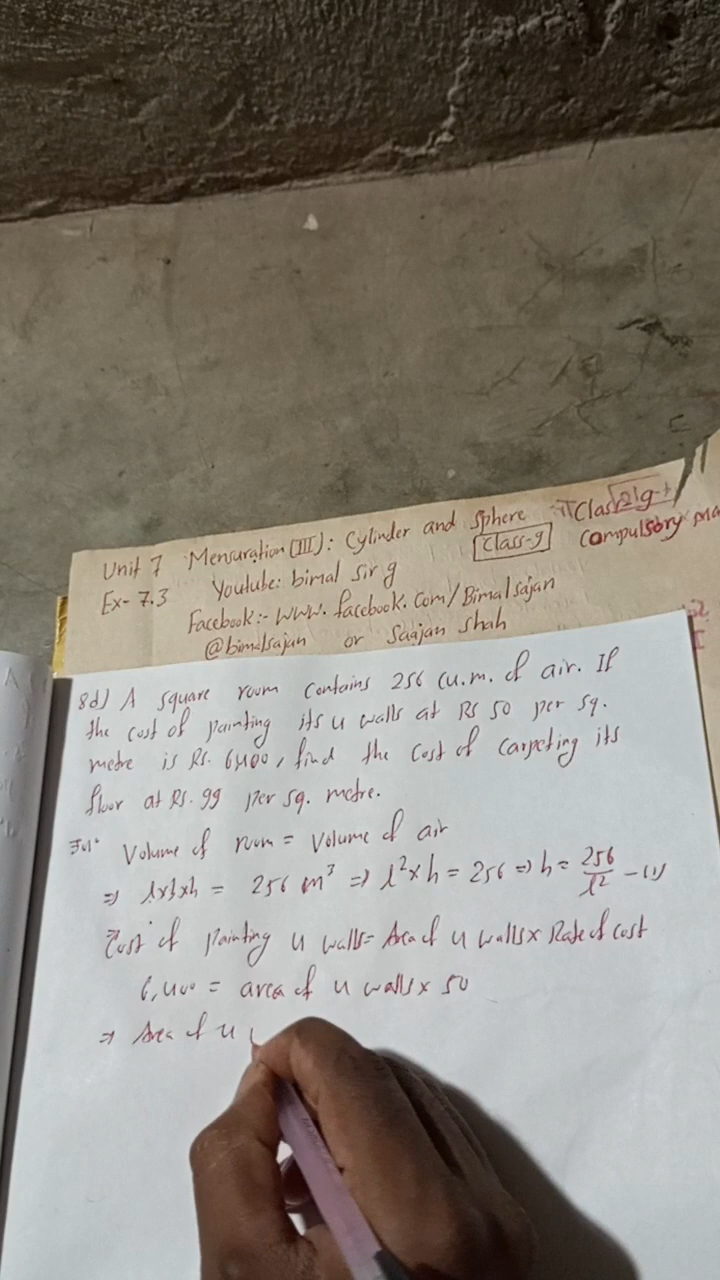 Unit 7 Mensuration (III): Cylinder and Sphere
Ex- 7.3 Youtube: bimal sir g Class-9 Compulsory
Facebook:- www.facebook.com/Bimalsajan
@bimalsajan or Saajan Shah
8d) A square room contains 256 cu.m. of air. If
the cost of painting its 4 walls at Rs 50 per sq.
metre is Rs. 6400, find the cost of carpeting its
floor at Rs. 99 per sq. metre.
Volume of room = Volume of air
⇒ l×l×h = 256 m³ ⇒ l²×h = 256 ⇒ h = 256/l² – (1)
Cost of painting 4 walls = Area of 4 walls × Rate of cost
6,400 = area of 4 walls × 50
⇒ Area of 4